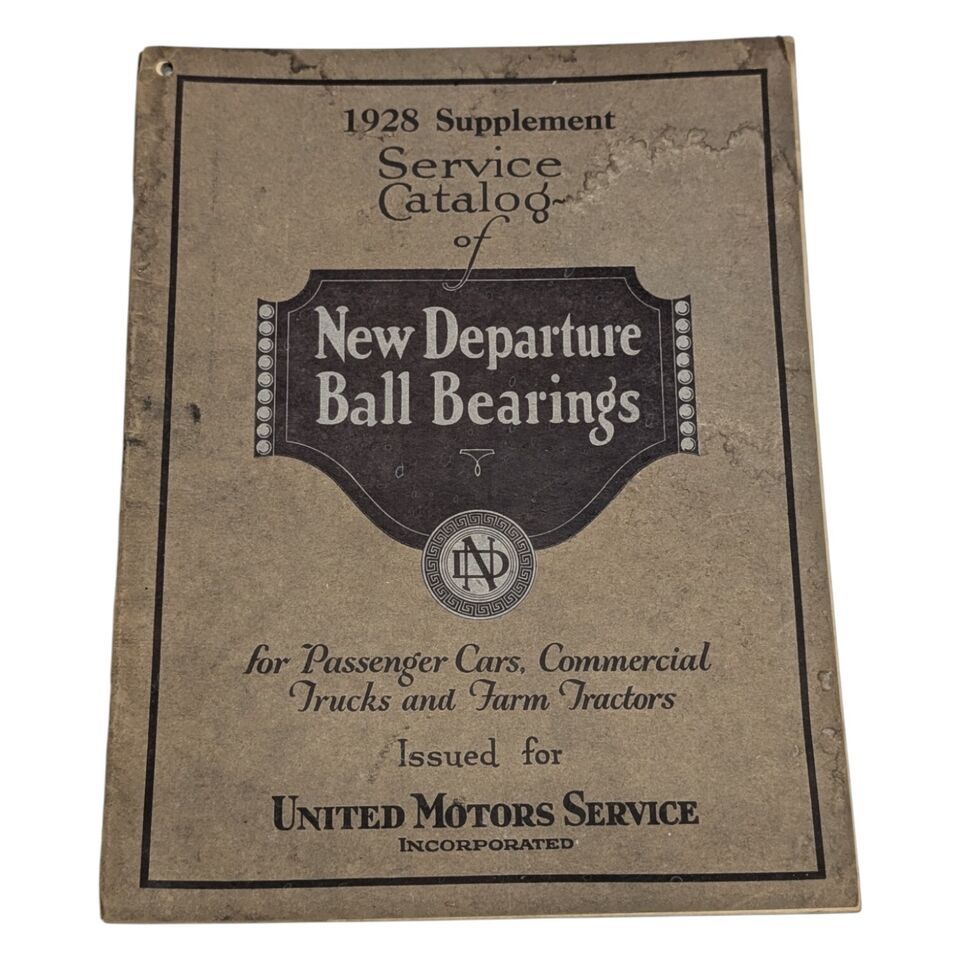 1928 Supplement
Service
Catalog~
of
New Departure
Ball Bearings
ND
for Passenger Cars, Commercial
Trucks and Farm Tractors
Issued for
UNITED MOTORS SERVICE
INCORPORATED